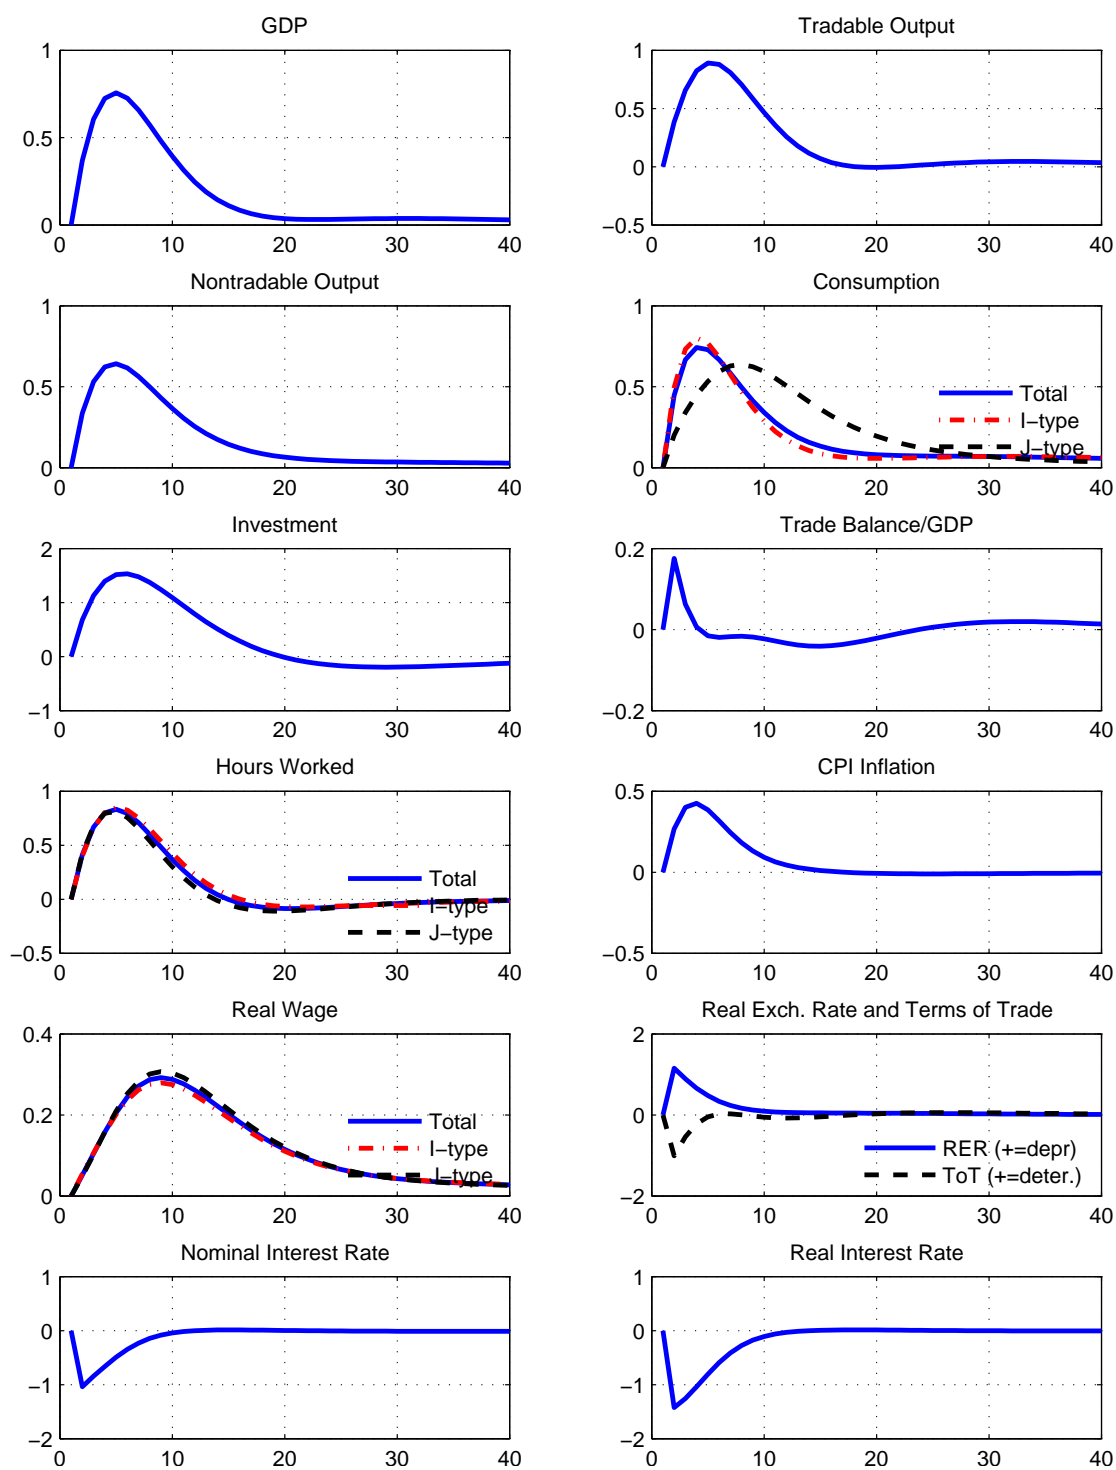 GDP
1
0.5
0
0 10 20 30 40
Tradable Output
1
0.5
0
−0.5
0 10 20 30 40
Nontradable Output
1
0.5
0
0 10 20 30 40
Consumption
1
0.5
0
Total
I−type
J−type
0 10 20 30 40
Investment
2
1
0
−1
0 10 20 30 40
Trade Balance/GDP
0.2
0
−0.2
0 10 20 30 40
Hours Worked
1
0.5
0
−0.5
Total
I−type
J−type
0 10 20 30 40
CPI Inflation
0.5
0
−0.5
0 10 20 30 40
Real Wage
0.4
0.2
0
Total
I−type
J−type
0 10 20 30 40
Real Exch. Rate and Terms of Trade
2
0
−2
RER (+=depr)
ToT (+=deter.)
0 10 20 30 40
Nominal Interest Rate
1
0
−1
−2
0 10 20 30 40
Real Interest Rate
1
0
−1
−2
0 10 20 30 40